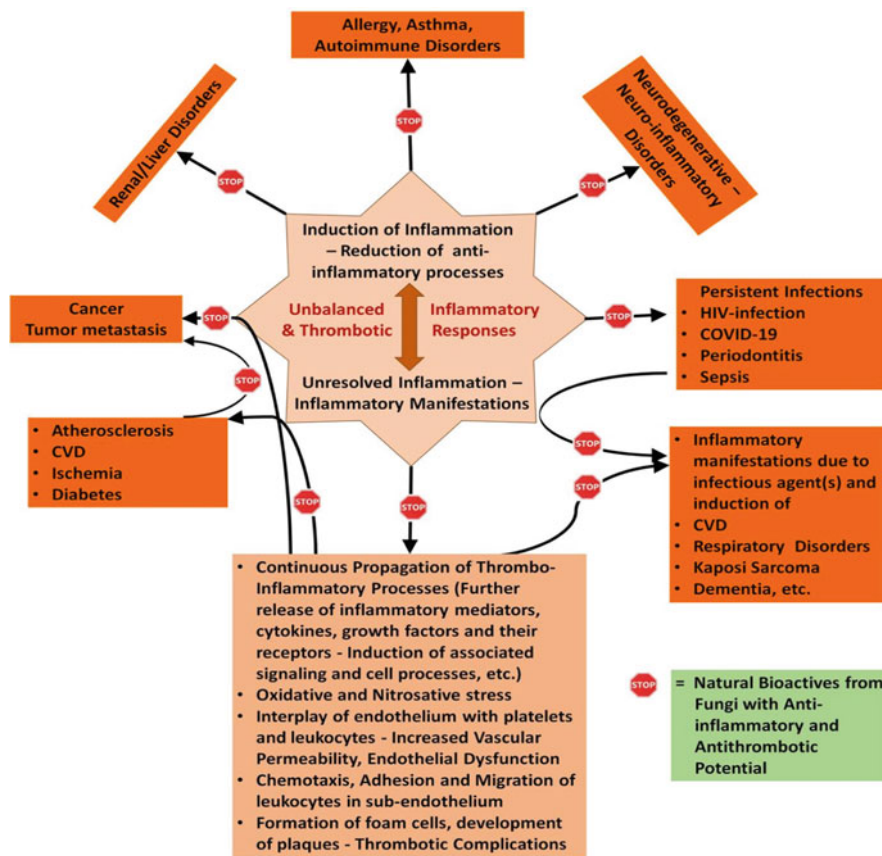 Allergy, Asthma,
Autoimmune Disorders
STOP
Renal/Liver Disorders
STOP
Neurodegenerative –
Neuro-inflammatory
Disorders
STOP
Induction of Inflammation
– Reduction of anti-
inflammatory processes
Unbalanced
& Thrombotic
Inflammatory
Responses
Unresolved Inflammation –
Inflammatory Manifestations
Cancer
Tumor metastasis
STOP
STOP
• Atherosclerosis
• CVD
• Ischemia
• Diabetes
STOP
STOP
Persistent Infections
• HIV-infection
• COVID-19
• Periodontitis
• Sepsis
STOP
STOP
STOP
• Inflammatory
manifestations due to
infectious agent(s) and
induction of
• CVD
• Respiratory Disorders
• Kaposi Sarcoma
• Dementia, etc.
STOP
• Continuous Propagation of Thrombo-
Inflammatory Processes (Further
release of inflammatory mediators,
cytokines, growth factors and their
receptors - Induction of associated
signaling and cell processes, etc.)
• Oxidative and Nitrosative stress
• Interplay of endothelium with platelets
and leukocytes - Increased Vascular
Permeability, Endothelial Dysfunction
• Chemotaxis, Adhesion and Migration of
leukocytes in sub-endothelium
• Formation of foam cells, development
of plaques - Thrombotic Complications
STOP
= Natural Bioactives from
Fungi with Anti-
inflammatory and
Antithrombotic
Potential